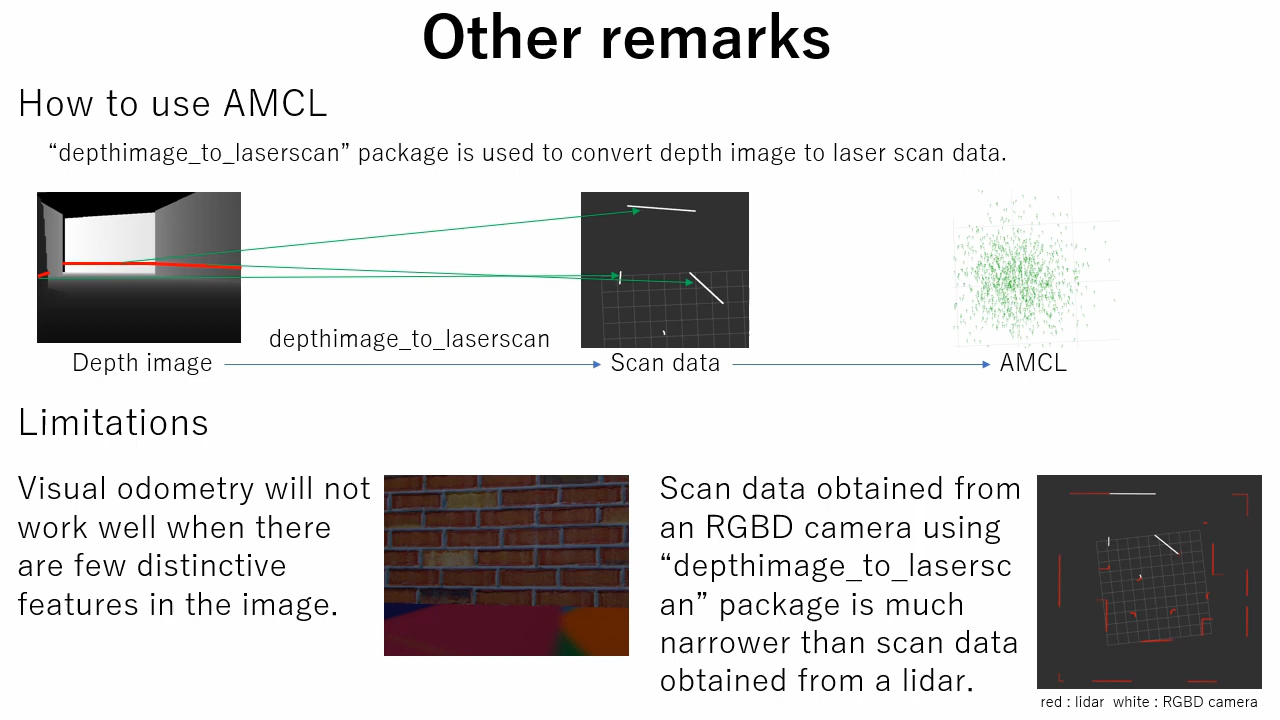 Other remarks
How to use AMCL
“depthimage_to_laserscan” package is used to convert depth image to laser scan data.
depthimage_to_laserscan
Depth image
Scan data
AMCL
Limitations
Visual odometry will not
work well when there
are few distinctive
features in the image.
Scan data obtained from
an RGBD camera using
“depthimage_to_lasersc
an” package is much
narrower than scan data
obtained from a lidar.
red : lidar  white : RGBD camera